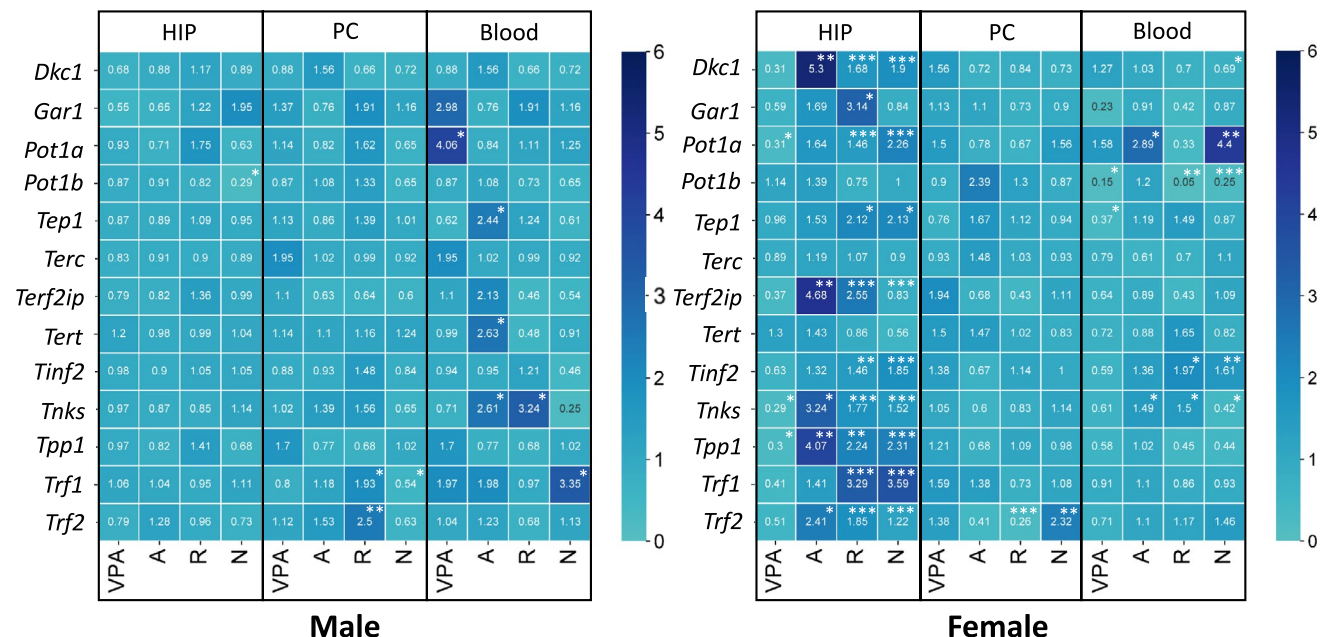 HIP PC Blood
Dkc1 0.68 0.88 1.17 0.89 0.88 1.56 0.66 0.72 0.88 1.56 0.66 0.72
Gar1 0.55 0.65 1.22 1.95 1.37 0.76 1.91 1.16 2.98 0.76 1.91 1.16
Pot1a 0.93 0.71 1.75 0.63 1.14 0.82 1.62 0.65 4.06* 0.84 1.11 1.25
Pot1b 0.87 0.91 0.82 0.29* 0.87 1.08 1.33 0.65 0.87 1.08 0.73 0.65
Tep1 0.87 0.89 1.09 0.95 1.13 0.86 1.39 1.01 0.62 2.44* 1.24 0.61
Terc 0.83 0.91 0.9 0.89 1.95 1.02 0.99 0.92 1.95 1.02 0.99 0.92
Terf2ip 0.79 0.82 1.36 0.99 1.1 0.63 0.64 0.6 1.1 2.13 0.46 0.54
Tert 1.2 0.98 0.99 1.04 1.14 1.1 1.16 1.24 0.99 2.63* 0.48 0.91
Tinf2 0.98 0.9 1.05 1.05 0.88 0.93 1.48 0.84 0.94 0.95 1.21 0.46
Tnks 0.97 0.87 0.85 1.14 1.02 1.39 1.56 0.65 0.71 2.61* 3.24* 0.25
Tpp1 0.97 0.82 1.41 0.68 1.7 0.77 0.68 1.02 1.7 0.77 0.68 1.02
Trf1 1.06 1.04 0.95 1.11 0.8 1.18 1.93* 0.54* 1.97 1.98 0.97 3.35*
Trf2 0.79 1.28 0.96 0.73 1.12 1.53 2.5** 0.63 1.04 1.23 0.68 1.13
VPA A R N VPA A R N VPA A R N
Male
6
5
4
3
2
1
0
HIP PC Blood
Dkc1 0.31 5.3** 1.68*** 1.9*** 1.56 0.72 0.84 0.73 1.27 1.03 0.7 0.69*
Gar1 0.59 1.69 3.14* 0.84 1.13 1.1 0.73 0.9 0.23 0.91 0.42 0.87
Pot1a 0.31* 1.64 1.46*** 2.26*** 1.5 0.78 0.67 1.56 1.58 2.89* 0.33 4.4**
Pot1b 1.14 1.39 0.75 1 0.9 2.39 1.3 0.87 0.15* 1.2 0.05** 0.25***
Tep1 0.96 1.53 2.12* 2.13* 0.76 1.67 1.12 0.94 0.37* 1.19 1.49 0.87
Terc 0.89 1.19 1.07 0.9 0.93 1.48 1.03 0.93 0.79 0.61 0.7 1.1
Terf2ip 0.37 4.68** 2.55*** 0.83*** 1.94 0.68 0.43 1.11 0.64 0.89 0.43 1.09
Tert 1.3 1.43 0.86 0.56 1.5 1.47 1.02 0.83 0.72 0.88 1.65 0.82
Tinf2 0.63 1.32 1.46** 1.85*** 1.38 0.67 1.14 1 0.59 1.36 1.97* 1.61**
Tnks 0.29* 3.24* 1.77*** 1.52*** 1.05 0.6 0.83 1.14 0.61 1.49* 1.5* 0.42*
Tpp1 0.3* 4.07** 2.24** 2.31*** 1.21 0.68 1.09 0.98 0.58 1.02 0.45 0.44
Trf1 0.41 1.41 3.29*** 3.59*** 1.59 1.38 0.73 1.08 0.91 1.1 0.86 0.93
Trf2 0.51 2.41* 1.85*** 1.22*** 1.38 0.41 0.26*** 2.32** 0.71 1.1 1.17 1.46
VPA A R N VPA A R N VPA A R N
Female
6
5
4
3
2
1
0